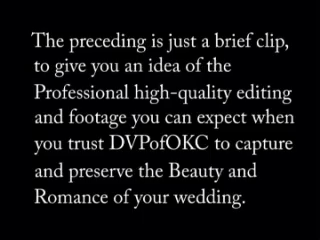 The preceding is just a brief clip,
to give you an idea of the
Professional high-quality editing
and footage you can expect when
you trust DVPofOKC to capture
and preserve the Beauty and
Romance of your wedding.